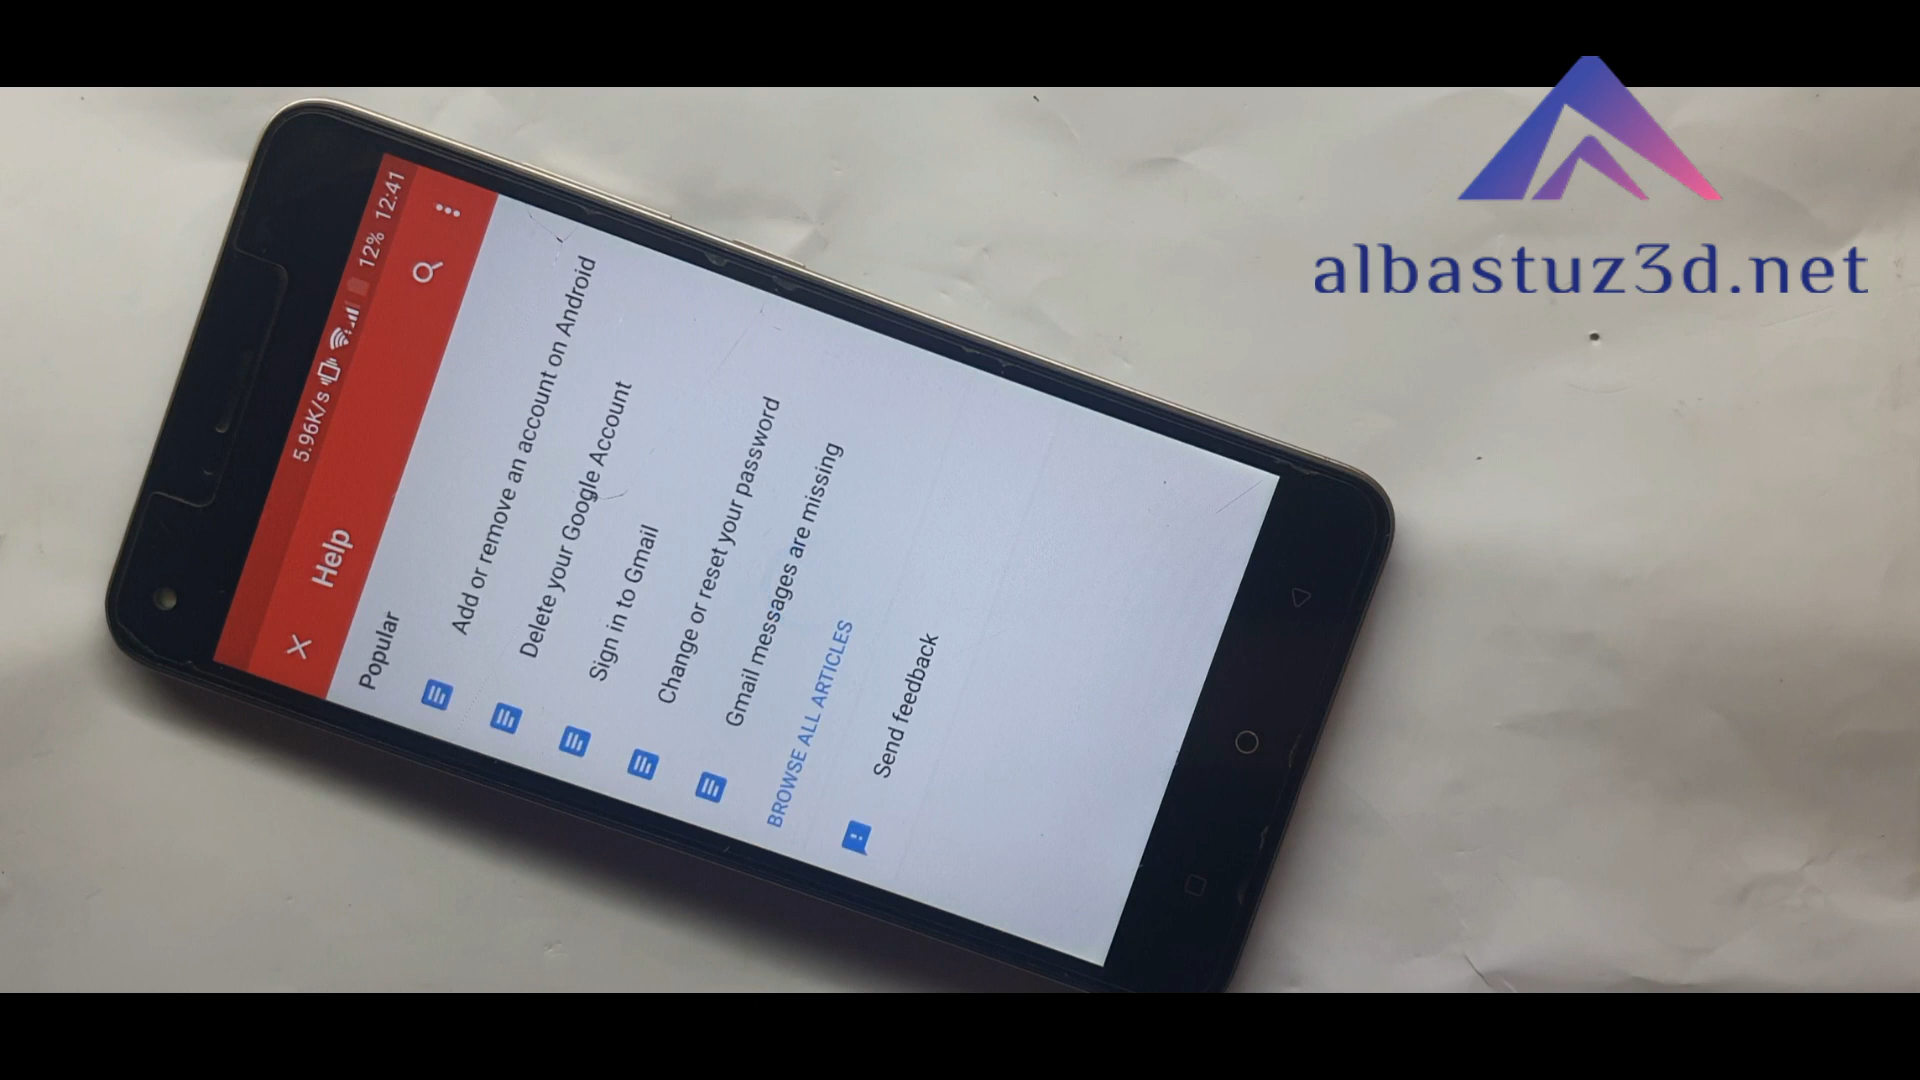 5.96K/s 12% 12:41
Help
Popular
Add or remove an account on Android
Delete your Google Account
Sign in to Gmail
Change or reset your password
Gmail messages are missing
BROWSE ALL ARTICLES
Send feedback
albastuz3d.net